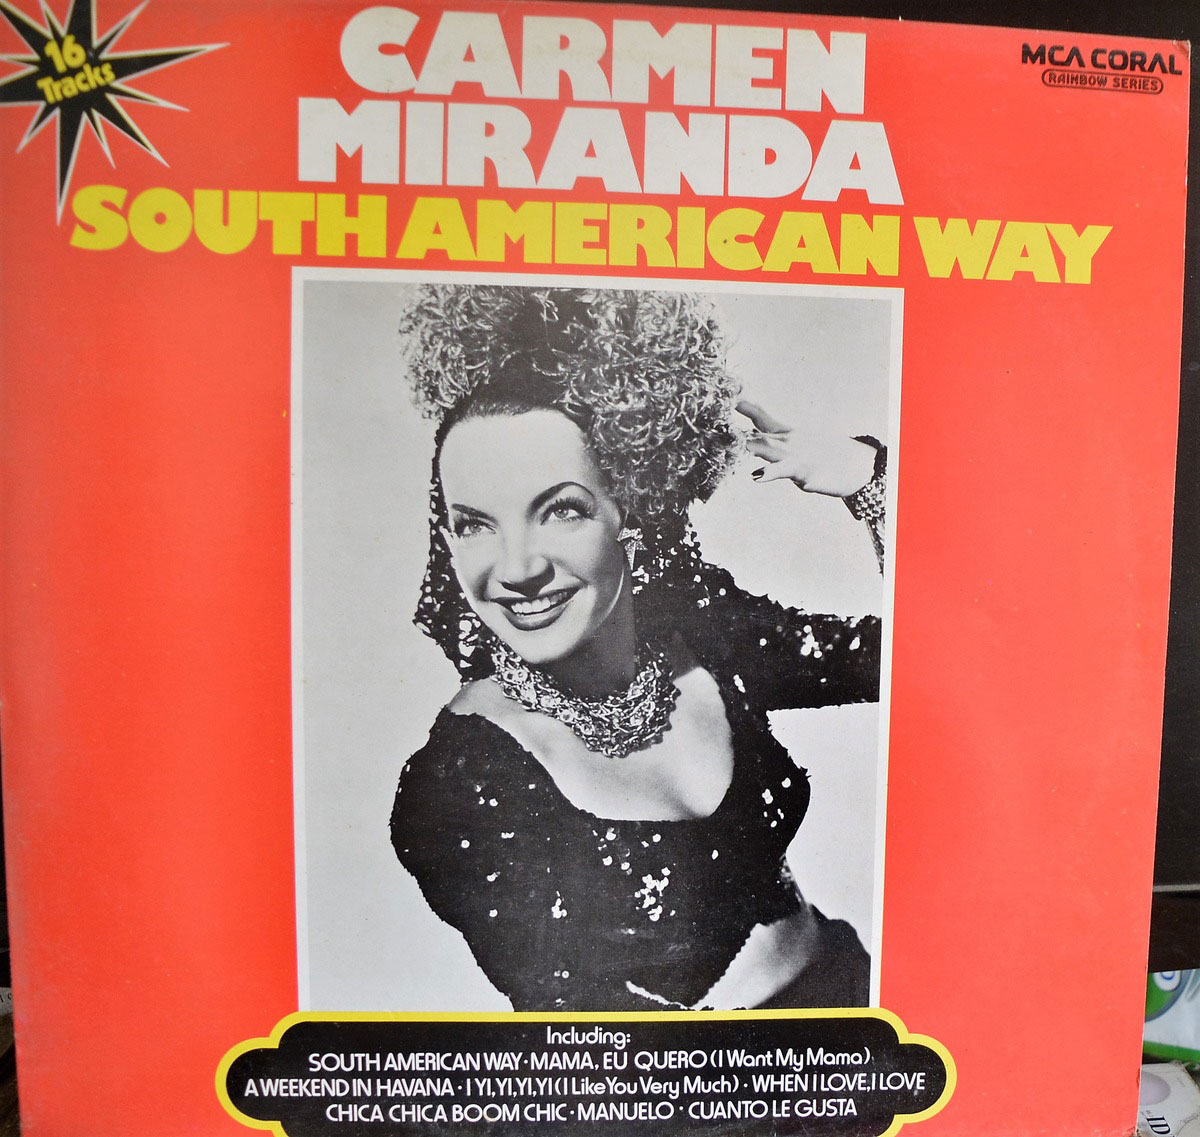 16
Tracks
CARMEN
MIRANDA
SOUTH AMERICAN WAY
MCA CORAL
RAINBOW SERIES
Including:
SOUTH AMERICAN WAY · MAMA, EU QUERO (I Want My Mama)
A WEEKEND IN HAVANA · I YI, YI, YI, YI (I Like You Very Much) · WHEN I LOVE, I LOVE
CHICA CHICA BOOM CHIC · MANUELO · CUANTO LE GUSTA